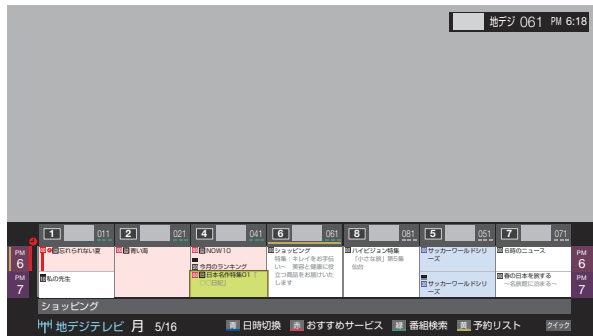 地デジ 061 PM 6:18
1 011 2 021 4 041 6 061 8 081 5 051 7 071
PM 6
忘れられない夏
私の先生
青い海
NOW10
今月のランキング
日本名作特集01「
〇〇日記」
ショッピング
特集:キレイをお手伝
い〜 美容と健康に役
立つ商品をお届けいた
します
ハイビジョン特集
「小さな旅」第5集
仙台
サッカーワールドシリ
ーズ
サッカーワールドシリ
ーズ
6時のニュース
春の日本を旅する
〜名旅館に泊まる〜
PM 6
PM 7
PM 7
ショッピング
地デジテレビ 月 5/16 青 日時切換 赤 おすすめサービス 緑 番組検索 黄 予約リスト クイック